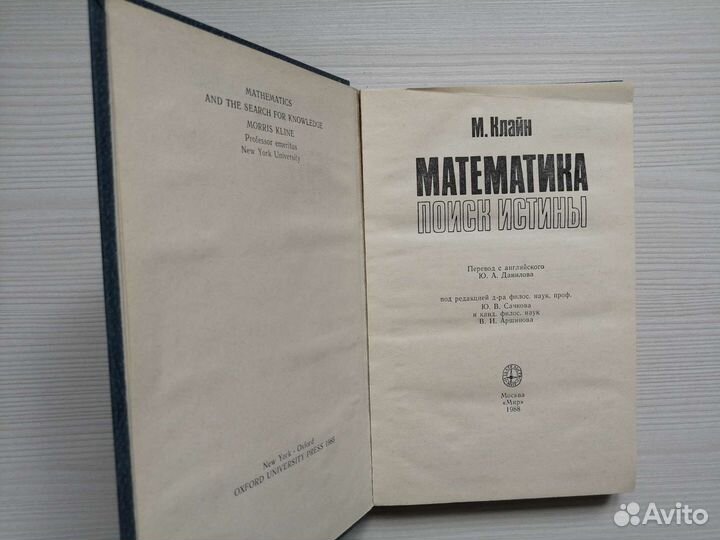 MATHEMATICS
AND THE SEARCH FOR KNOWLEDGE
MORRIS KLINE
Professor emeritus
New York University
New York - Oxford
OXFORD UNIVERSITY PRESS 1985
М. Клайн
МАТЕМАТИКА
ПОИСК ИСТИНЫ
Перевод с английского
Ю. А. Данилова
под редакцией д-ра филос. наук, проф.
Ю. В. Сачкова
и канд. филос. наук
В. И. Аршинова
Москва
«Мир»
1988
Avito